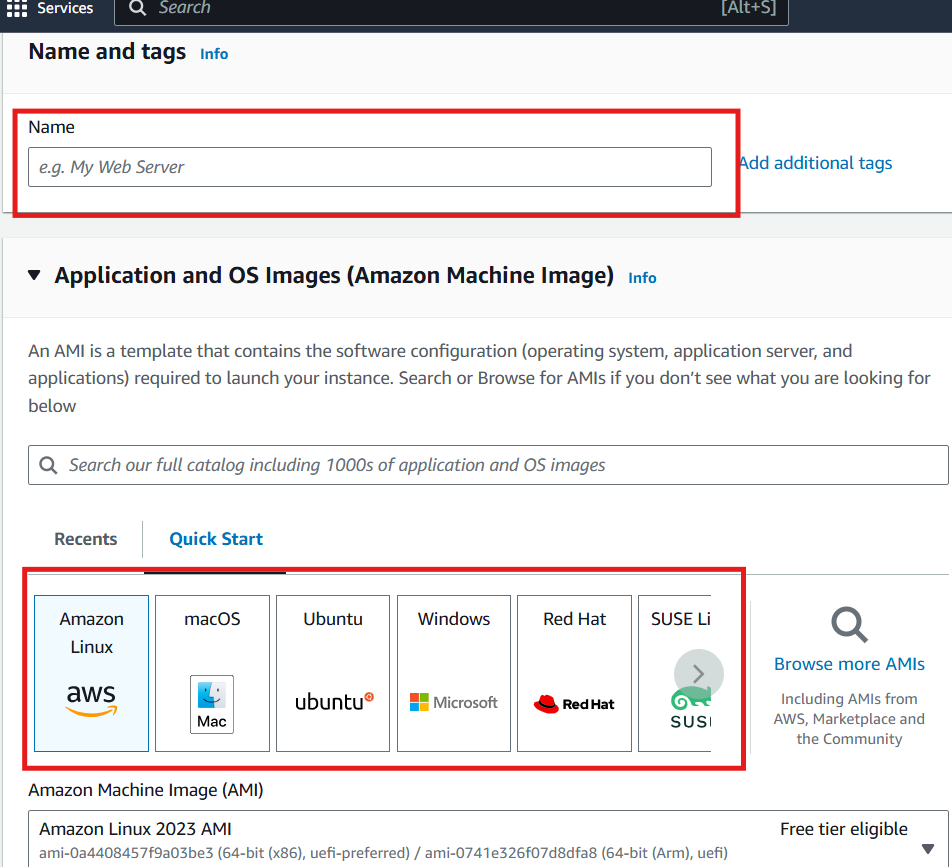 Services
Search
[Alt+S]
Name and tags Info
Name
e.g. My Web Server
Add additional tags
Application and OS Images (Amazon Machine Image) Info
An AMI is a template that contains the software configuration (operating system, application server, and
applications) required to launch your instance. Search or Browse for AMIs if you don’t see what you are looking for
below
Search our full catalog including 1000s of application and OS images
Recents
Quick Start
Amazon
Linux
aws
macOS
Mac
Ubuntu
ubuntu
Windows
Microsoft
Red Hat
Red Hat
SUSE Li
SUS
Browse more AMIs
Including AMIs from
AWS, Marketplace and
the Community
Amazon Machine Image (AMI)
Amazon Linux 2023 AMI
Free tier eligible
ami-0a4408457f9a03be3 (64-bit (x86), uefi-preferred) / ami-0741e326f07d8dfa8 (64-bit (Arm), uefi)